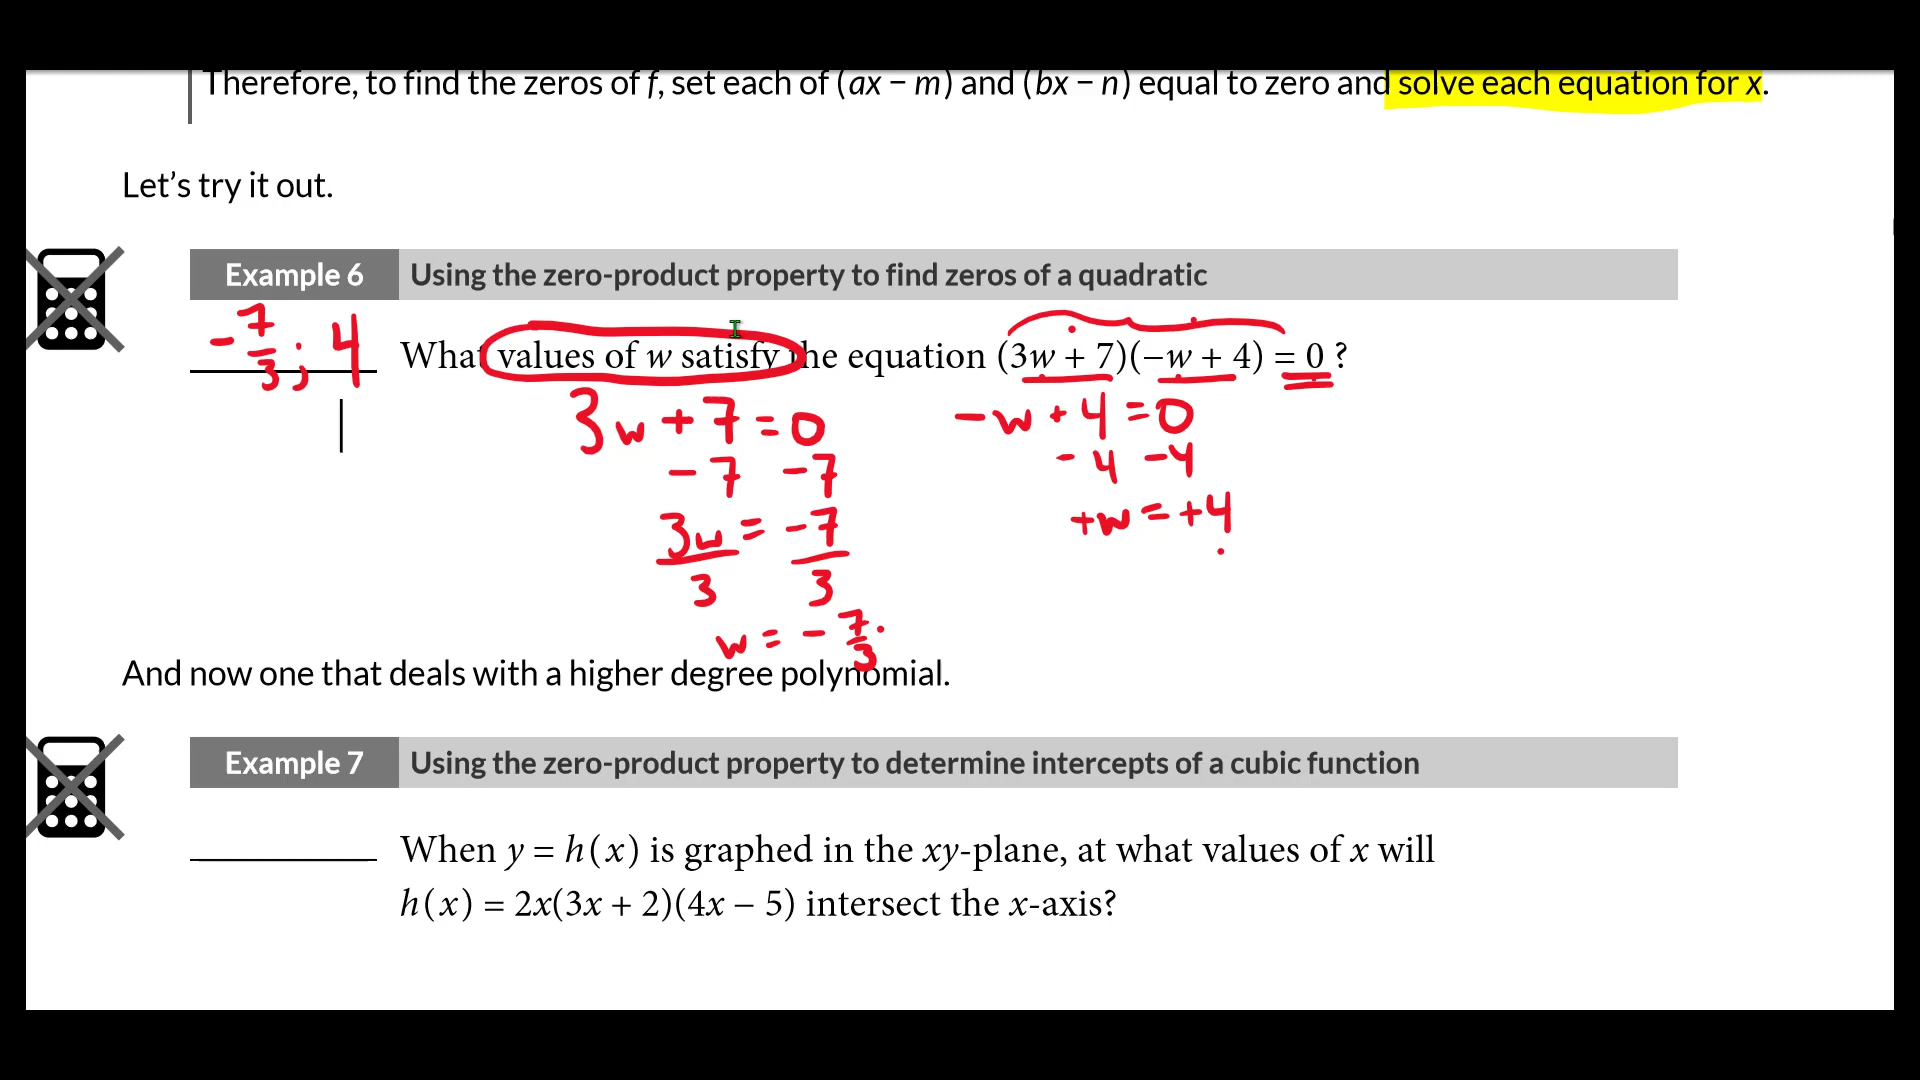 Therefore, to find the zeros of f, set each of (ax − m) and (bx − n) equal to zero and solve each equation for x.
Let's try it out.
Example 6 Using the zero-product property to find zeros of a quadratic
-7/3; 4
What values of w satisfy the equation (3w + 7)(−w + 4) = 0 ?
3w + 7 = 0
- 7 -7
3w = -7
3 3
w = - 7/3
-w + 4 = 0
- 4 -4
+w = +4
And now one that deals with a higher degree polynomial.
Example 7 Using the zero-product property to determine intercepts of a cubic function
When y = h(x) is graphed in the xy-plane, at what values of x will
h(x) = 2x(3x + 2)(4x − 5) intersect the x-axis?